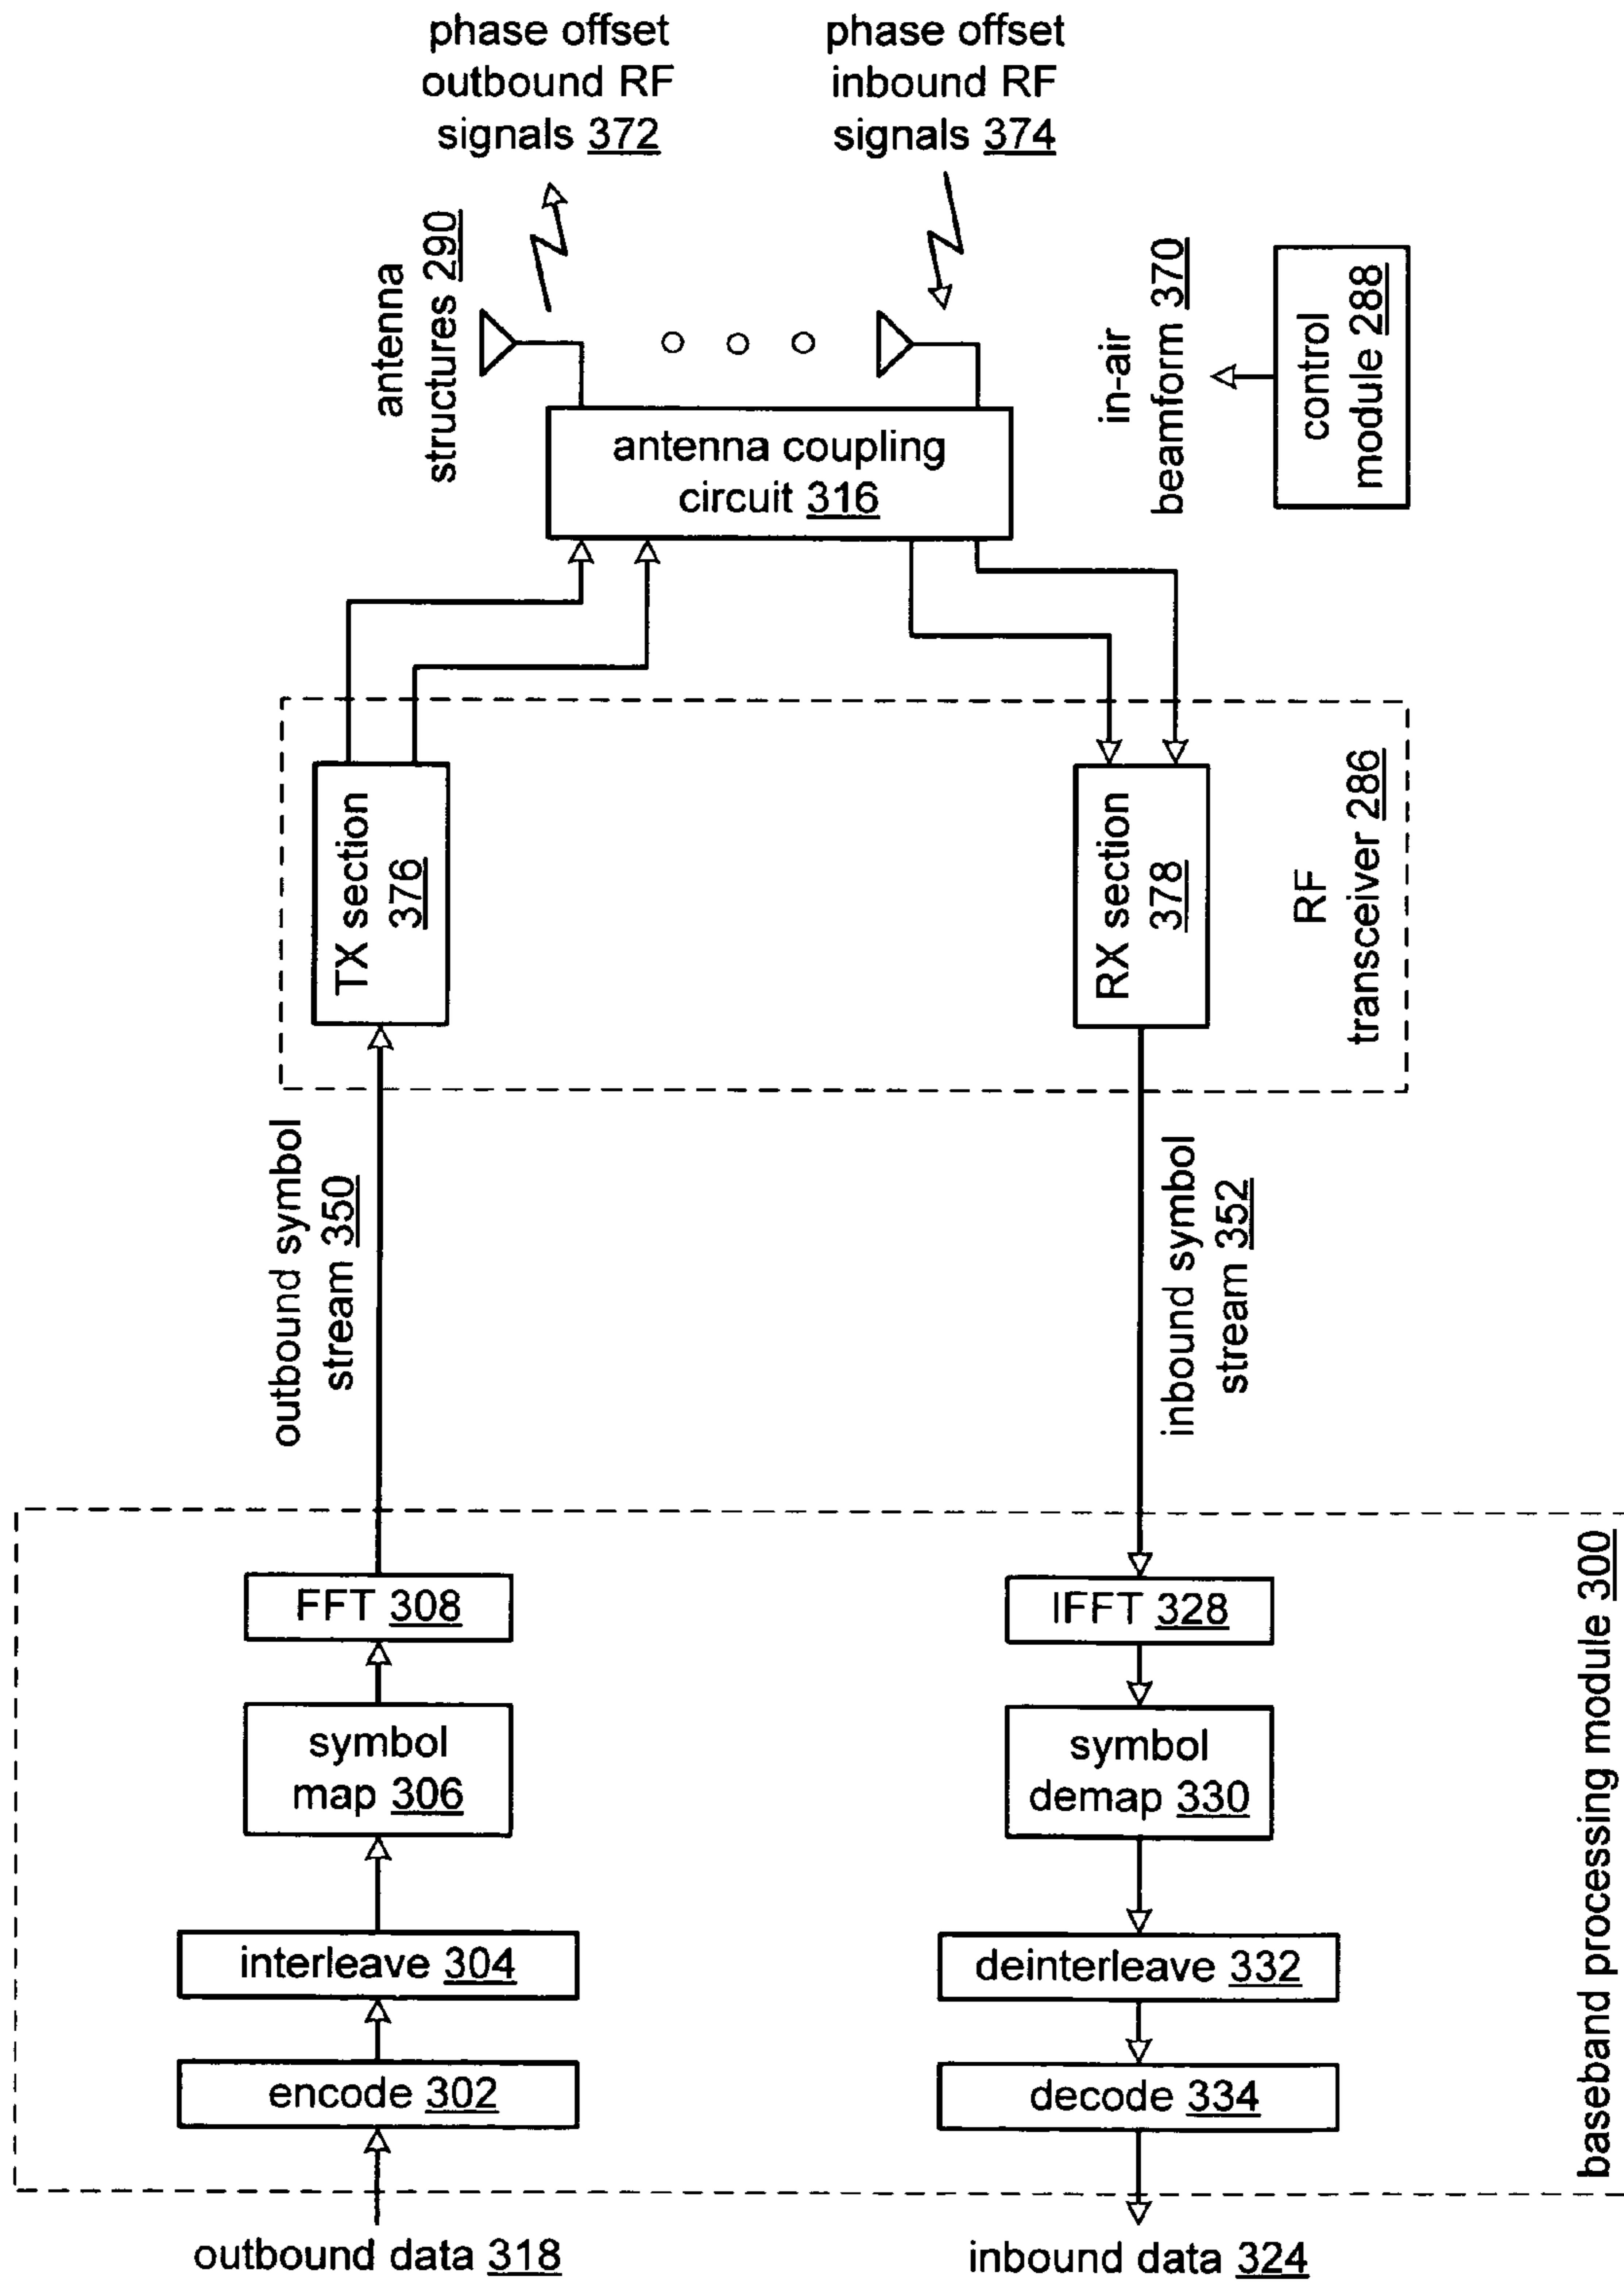 phase offset
outbound RF
signals 372
phase offset
inbound RF
signals 374
antenna
structures 290
in-air
beamform 370
control
module 288
antenna coupling
circuit 316
TX section
376
RX section
378
RF
transceiver 286
outbound symbol
stream 350
inbound symbol
stream 352
FFT 308
IFFT 328
symbol
map 306
symbol
demap 330
interleave 304
deinterleave 332
encode 302
decode 334
baseband processing module 300
outbound data 318
inbound data 324